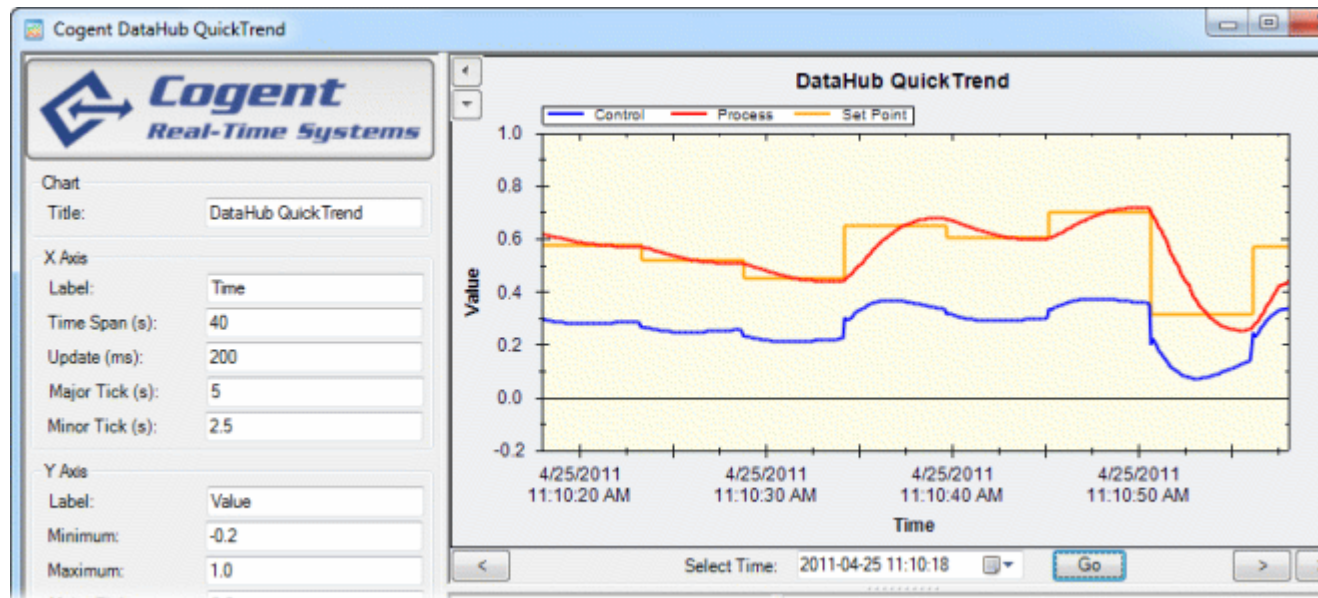 Cogent DataHub QuickTrend
Cogent
Real-Time Systems
Chart
Title: DataHub QuickTrend
X Axis
Label: Time
Time Span (s): 40
Update (ms): 200
Major Tick (s): 5
Minor Tick (s): 2.5
Y Axis
Label: Value
Minimum: -0.2
Maximum: 1.0
DataHub QuickTrend
Control Process Set Point
1.0
0.8
0.6
0.4
0.2
0.0
-0.2
Value
4/25/2011 4/25/2011 4/25/2011 4/25/2011
11:10:20 AM 11:10:30 AM 11:10:40 AM 11:10:50 AM
Time
< Select Time: 2011-04-25 11:10:18 Go >